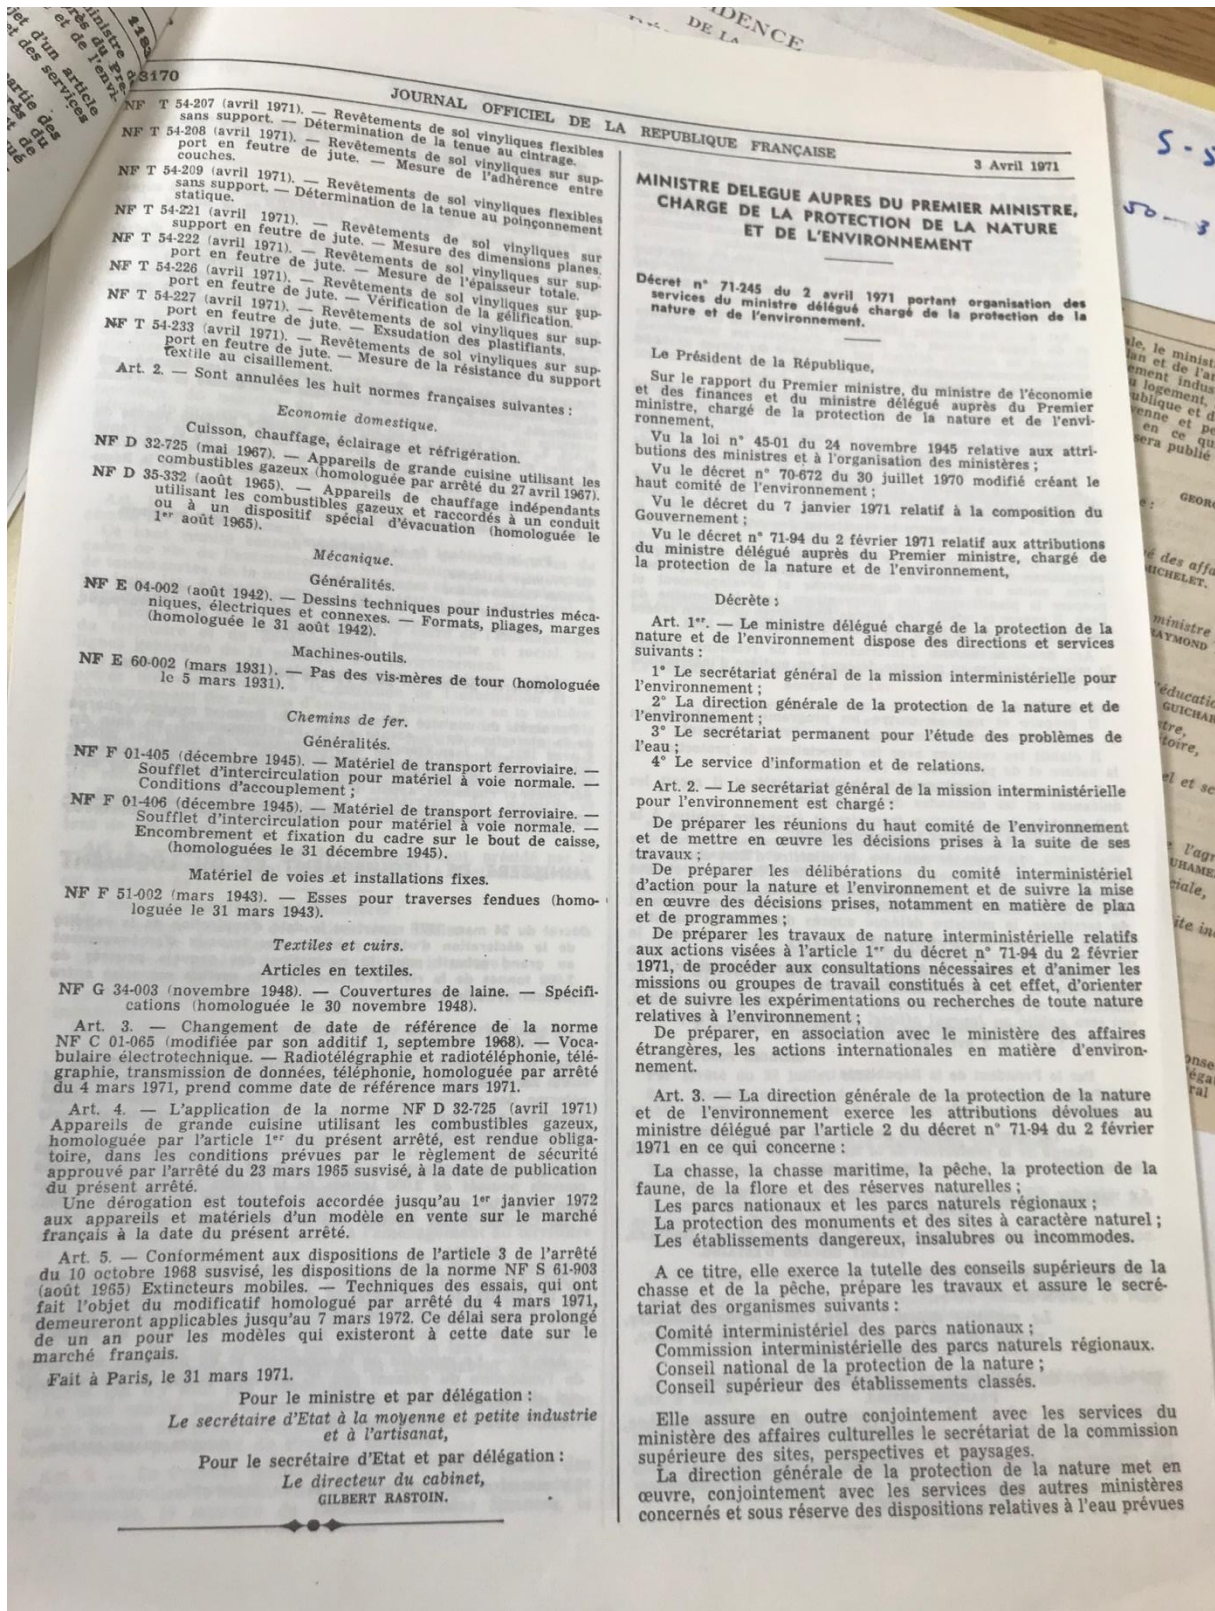 3170
JOURNAL OFFICIEL DE LA REPUBLIQUE FRANÇAISE
3 Avril 1971
NF T 54-207 (avril 1971). — Revêtements de sol vinyliques flexibles
sans support. — Détermination de la tenue au cintrage.
NF T 54-208 (avril 1971). — Revêtements de sol vinyliques sur sup-
port en feutre de jute. — Mesure de l'adhérence entre
couches.
NF T 54-209 (avril 1971). — Revêtements de sol vinyliques flexibles
sans support. — Détermination de la tenue au poinçonnement
statique.
NF T 54-221 (avril 1971). — Revêtements de sol vinyliques sur
support en feutre de jute. — Mesure des dimensions planes.
NF T 54-222 (avril 1971). — Revêtements de sol vinyliques sur sup-
port en feutre de jute. — Mesure de l'épaisseur totale.
NF T 54-226 (avril 1971). — Revêtements de sol vinyliques sur sup-
port en feutre de jute. — Vérification de la gélification.
NF T 54-227 (avril 1971). — Revêtements de sol vinyliques sur sup-
port en feutre de jute. — Exsudation des plastifiants.
NF T 54-233 (avril 1971). — Revêtements de sol vinyliques sur sup-
port en feutre de jute. — Mesure de la résistance du support
textile au cisaillement.
Art. 2. — Sont annulées les huit normes françaises suivantes :
Economie domestique.
Cuisson, chauffage, éclairage et réfrigération.
NF D 32-725 (mai 1967). — Appareils de grande cuisine utilisant les
combustibles gazeux (homologuée par arrêté du 27 avril 1967).
NF D 35-332 (août 1965). — Appareils de chauffage indépendants
utilisant les combustibles gazeux et raccordés à un conduit
ou à un dispositif spécial d'évacuation (homologuée le
1er août 1965).
Mécanique.
Généralités.
NF E 04-002 (août 1942). — Dessins techniques pour industries méca-
niques, électriques et connexes. — Formats, pliages, marges
(homologuée le 31 août 1942).
Machines-outils.
NF E 60-002 (mars 1931). — Pas des vis-mères de tour (homologuée
le 5 mars 1931).
Chemins de fer.
Généralités.
NF F 01-405 (décembre 1945). — Matériel de transport ferroviaire. —
Soufflet d'intercirculation pour matériel à voie normale. —
Conditions d'accouplement ;
NF F 01-406 (décembre 1945). — Matériel de transport ferroviaire. —
Soufflet d'intercirculation pour matériel à voie normale. —
Encombrement et fixation du cadre sur le bout de caisse,
(homologuées le 31 décembre 1945).
Matériel de voies et installations fixes.
NF F 51-002 (mars 1943). — Esses pour traverses fendues (homo-
loguée le 31 mars 1943).
Textiles et cuirs.
Articles en textiles.
NF G 34-003 (novembre 1948). — Couvertures de laine. — Spécifi-
cations (homologuée le 30 novembre 1948).
Art. 3. — Changement de date de référence de la norme
NF C 01-065 (modifiée par son additif 1, septembre 1968). — Voca-
bulaire électrotechnique. — Radiotélégraphie et radiotéléphonie, télé-
graphie, transmission de données, téléphonie, homologuée par arrêté
du 4 mars 1971, prend comme date de référence mars 1971.
Art. 4. — L'application de la norme NF D 32-725 (avril 1971)
Appareils de grande cuisine utilisant les combustibles gazeux,
homologuée par l'article 1er du présent arrêté, est rendue obliga-
toire, dans les conditions prévues par le règlement de sécurité
approuvé par l'arrêté du 23 mars 1965 susvisé, à la date de publication
du présent arrêté.
Une dérogation est toutefois accordée jusqu'au 1er janvier 1972
aux appareils et matériels d'un modèle en vente sur le marché
français à la date du présent arrêté.
Art. 5. — Conformément aux dispositions de l'article 3 de l'arrêté
du 10 octobre 1968 susvisé, les dispositions de la norme NF S 61-903
(août 1965) Extincteurs mobiles. — Techniques des essais, qui ont
fait l'objet du modificatif homologué par arrêté du 4 mars 1971,
demeureront applicables jusqu'au 7 mars 1972. Ce délai sera prolongé
de un an pour les modèles qui existeront à cette date sur le
marché français.
Fait à Paris, le 31 mars 1971.
Pour le ministre et par délégation :
Le secrétaire d'Etat à la moyenne et petite industrie
et à l'artisanat,
Pour le secrétaire d'Etat et par délégation :
Le directeur du cabinet,
GILBERT RASTOIN.
MINISTRE DELEGUE AUPRES DU PREMIER MINISTRE,
CHARGE DE LA PROTECTION DE LA NATURE
ET DE L'ENVIRONNEMENT
Décret n° 71-245 du 2 avril 1971 portant organisation des
services du ministre délégué chargé de la protection de la
nature et de l'environnement.
Le Président de la République,
Sur le rapport du Premier ministre, du ministre de l'économie
et des finances et du ministre délégué auprès du Premier
ministre, chargé de la protection de la nature et de l'envi-
ronnement,
Vu la loi n° 45-01 du 24 novembre 1945 relative aux attri-
butions des ministres et à l'organisation des ministères ;
Vu le décret n° 70-672 du 30 juillet 1970 modifié créant le
haut comité de l'environnement ;
Vu le décret du 7 janvier 1971 relatif à la composition du
Gouvernement ;
Vu le décret n° 71-94 du 2 février 1971 relatif aux attributions
du ministre délégué auprès du Premier ministre, chargé de
la protection de la nature et de l'environnement,
Décrète :
Art. 1er. — Le ministre délégué chargé de la protection de la
nature et de l'environnement dispose des directions et services
suivants :
1° Le secrétariat général de la mission interministérielle pour
l'environnement ;
2° La direction générale de la protection de la nature et de
l'environnement ;
3° Le secrétariat permanent pour l'étude des problèmes de
l'eau ;
4° Le service d'information et de relations.
Art. 2. — Le secrétariat général de la mission interministérielle
pour l'environnement est chargé :
De préparer les réunions du haut comité de l'environnement
et de mettre en œuvre les décisions prises à la suite de ses
travaux ;
De préparer les délibérations du comité interministériel
d'action pour la nature et l'environnement et de suivre la mise
en œuvre des décisions prises, notamment en matière de plan
et de programmes ;
De préparer les travaux de nature interministérielle relatifs
aux actions visées à l'article 1er du décret n° 71-94 du 2 février
1971, de procéder aux consultations nécessaires et d'animer les
missions ou groupes de travail constitués à cet effet, d'orienter
et de suivre les expérimentations ou recherches de toute nature
relatives à l'environnement ;
De préparer, en association avec le ministère des affaires
étrangères, les actions internationales en matière d'environ-
nement.
Art. 3. — La direction générale de la protection de la nature
et de l'environnement exerce les attributions dévolues au
ministre délégué par l'article 2 du décret n° 71-94 du 2 février
1971 en ce qui concerne :
La chasse, la chasse maritime, la pêche, la protection de la
faune, de la flore et des réserves naturelles ;
Les parcs nationaux et les parcs naturels régionaux ;
La protection des monuments et des sites à caractère naturel ;
Les établissements dangereux, insalubres ou incommodes.
A ce titre, elle exerce la tutelle des conseils supérieurs de la
chasse et de la pêche, prépare les travaux et assure le secré-
tariat des organismes suivants :
Comité interministériel des parcs nationaux ;
Commission interministérielle des parcs naturels régionaux.
Conseil national de la protection de la nature ;
Conseil supérieur des établissements classés.
Elle assure en outre conjointement avec les services du
ministère des affaires culturelles le secrétariat de la commission
supérieure des sites, perspectives et paysages.
La direction générale de la protection de la nature met en
œuvre, conjointement avec les services des autres ministères
concernés et sous réserve des dispositions relatives à l'eau prévues